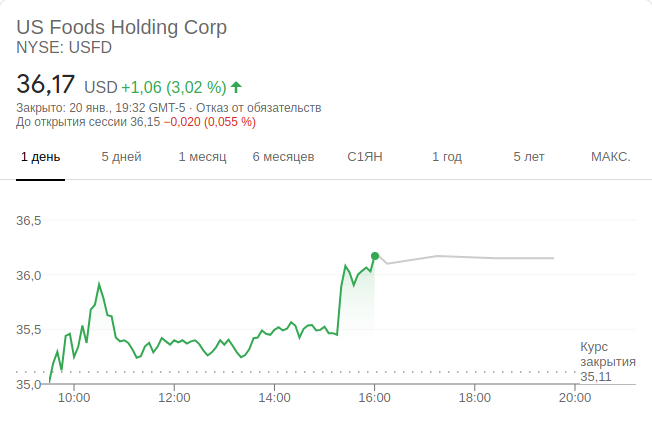 US Foods Holding Corp
NYSE: USFD
36,17 USD +1,06 (3,02 %)
Закрыто: 20 янв., 19:32 GMT-5 · Отказ от обязательств
До открытия сессии 36,15 −0,020 (0,055 %)
1 день 5 дней 1 месяц 6 месяцев С1ЯН 1 год 5 лет МАКС.
36,5
36,0
35,5
Курс
закрытия
35,11
35,0
10:00 12:00 14:00 16:00 18:00 20:00